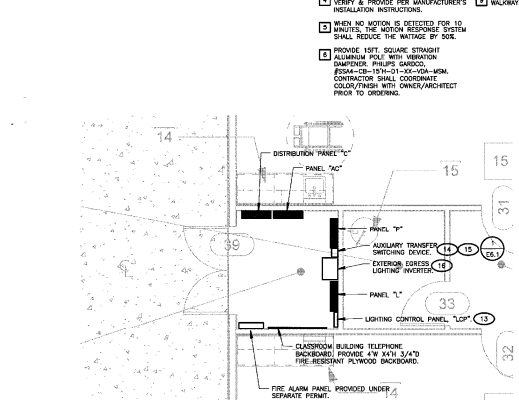 4 VERIFY & PROVIDE PER MANUFACTURER'S
INSTALLATION INSTRUCTIONS.
9
WALKWAY
5 WHEN NO MOTION IS DETECTED FOR 10
MINUTES, THE MOTION RESPONSE SYSTEM
SHALL REDUCE THE WATTAGE BY 50%.
6 PROVIDE 15FT. SQUARE STRAIGHT
ALUMINUM POLE WITH VIBRATION
DAMPENER. PHILIPS GARDCO,
#SSA4-CB-15'H-D1-XX-VDA-MSM.
CONTRACTOR SHALL COORDINATE
COLOR/FINISH WITH OWNER/ARCHITECT
PRIOR TO ORDERING.
14
DISTRIBUTION PANEL "C"
PANEL "AC"
15
15
31
PANEL "P"
39
AUXILIARY TRANSFER
SWITCHING DEVICE. 14 15
1
E6.1
EXTERIOR EGRESS
LIGHTING INVERTER. 16
PANEL "L"
33
LIGHTING CONTROL PANEL, "LCP". 13
32
CLASSROOM BUILDING TELEPHONE
BACKBOARD. PROVIDE 4'W X4'H 3/4"D
FIRE-RESISTANT PLYWOOD BACKBOARD.
FIRE ALARM PANEL PROVIDED UNDER
SEPARATE PERMIT.
14